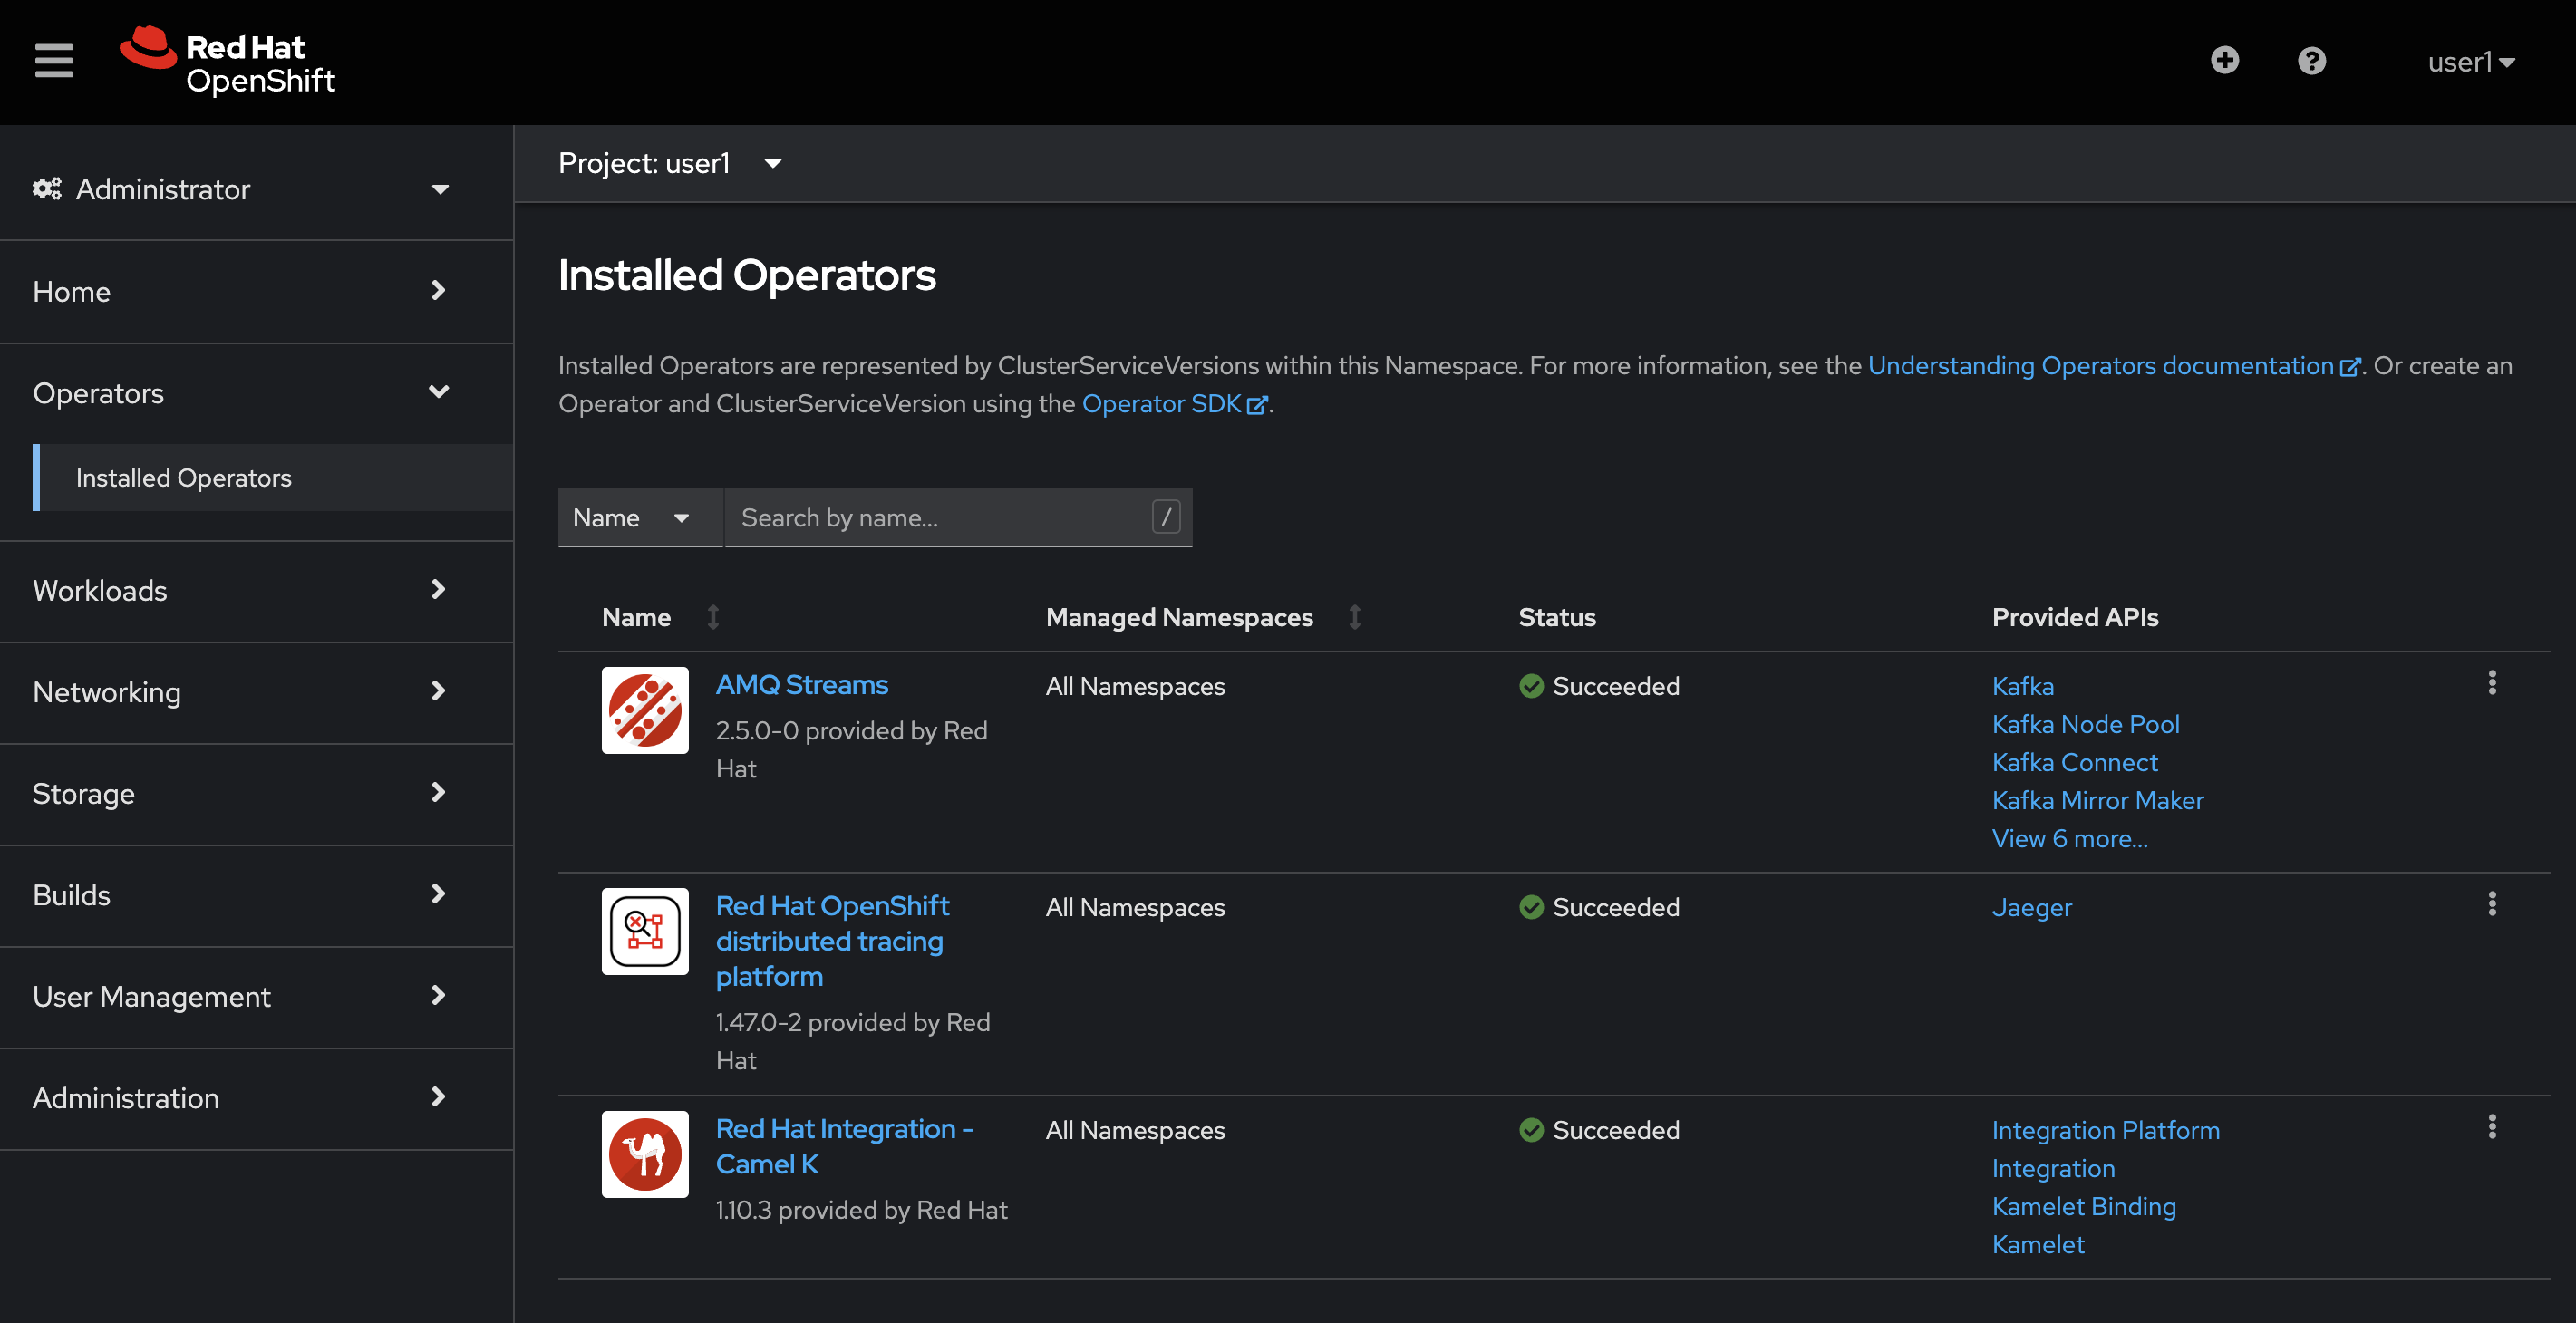 Red Hat
OpenShift
user1
Administrator
Home
Operators
Installed Operators
Workloads
Networking
Storage
Builds
User Management
Administration
Project: user1
Installed Operators
Installed Operators are represented by ClusterServiceVersions within this Namespace. For more information, see the Understanding Operators documentation. Or create an
Operator and ClusterServiceVersion using the Operator SDK.
Name
Search by name...
/
Name Managed Namespaces Status Provided APIs
AMQ Streams
2.5.0-0 provided by Red
Hat
All Namespaces
Succeeded
Kafka
Kafka Node Pool
Kafka Connect
Kafka Mirror Maker
View 6 more...
Red Hat OpenShift
distributed tracing
platform
1.47.0-2 provided by Red
Hat
All Namespaces
Succeeded
Jaeger
Red Hat Integration -
Camel K
1.10.3 provided by Red Hat
All Namespaces
Succeeded
Integration Platform
Integration
Kamelet Binding
Kamelet